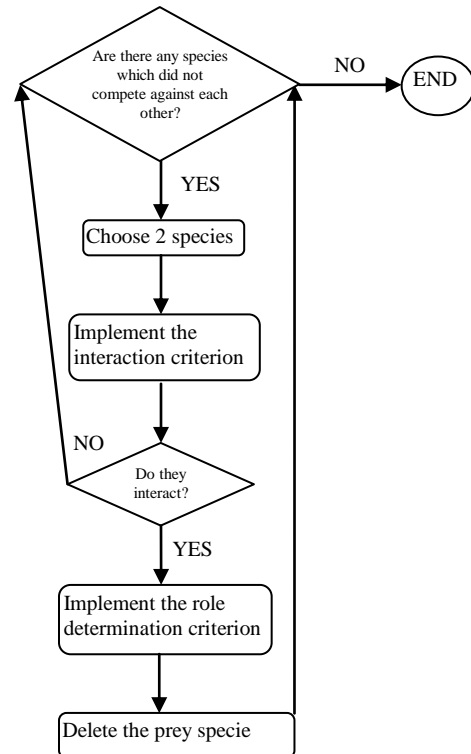 Are there any species
which did not
compete against each
other?
NO
END
YES
Choose 2 species
Implement the
interaction criterion
NO
Do they
interact?
YES
Implement the role
determination criterion
Delete the prey specie